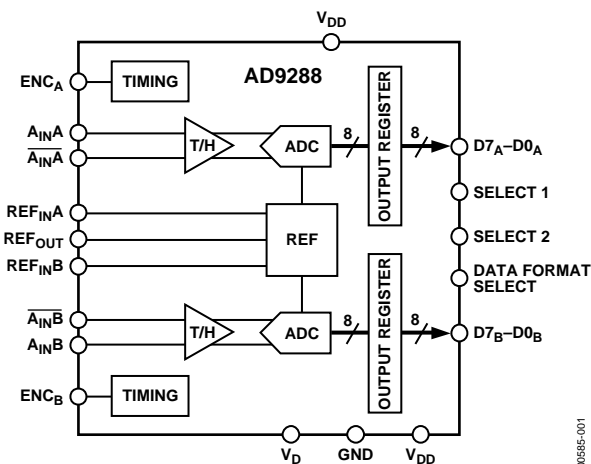 VDD
AD9288
ENCA
TIMING
OUTPUT REGISTER
AINA
AINA
T/H
ADC
8
8
D7A–D0A
SELECT 1
REFINA
REFOUT
REFINB
REF
SELECT 2
DATA FORMAT
SELECT
AINB
AINB
T/H
ADC
8
8
OUTPUT REGISTER
D7B–D0B
ENCB
TIMING
VD
GND
VDD
00585-001